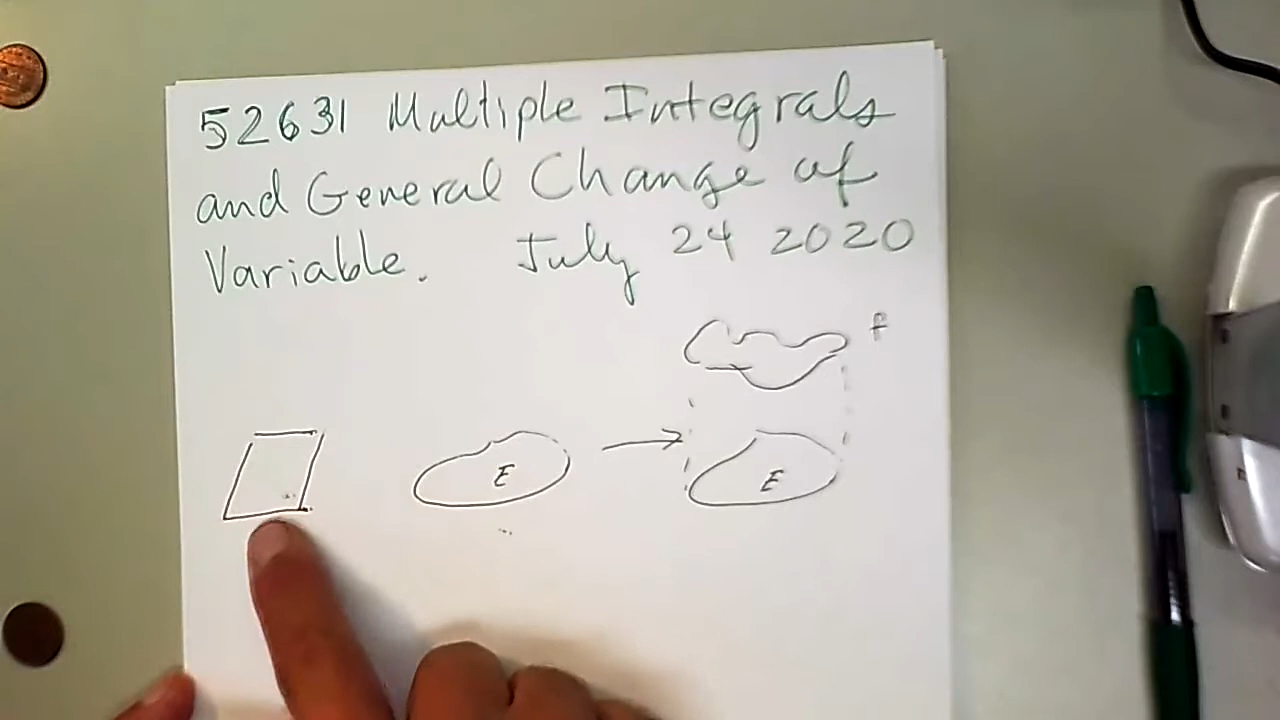 52631 Multiple Integrals
and General Change of
Variable. July 24 2020
f
E E